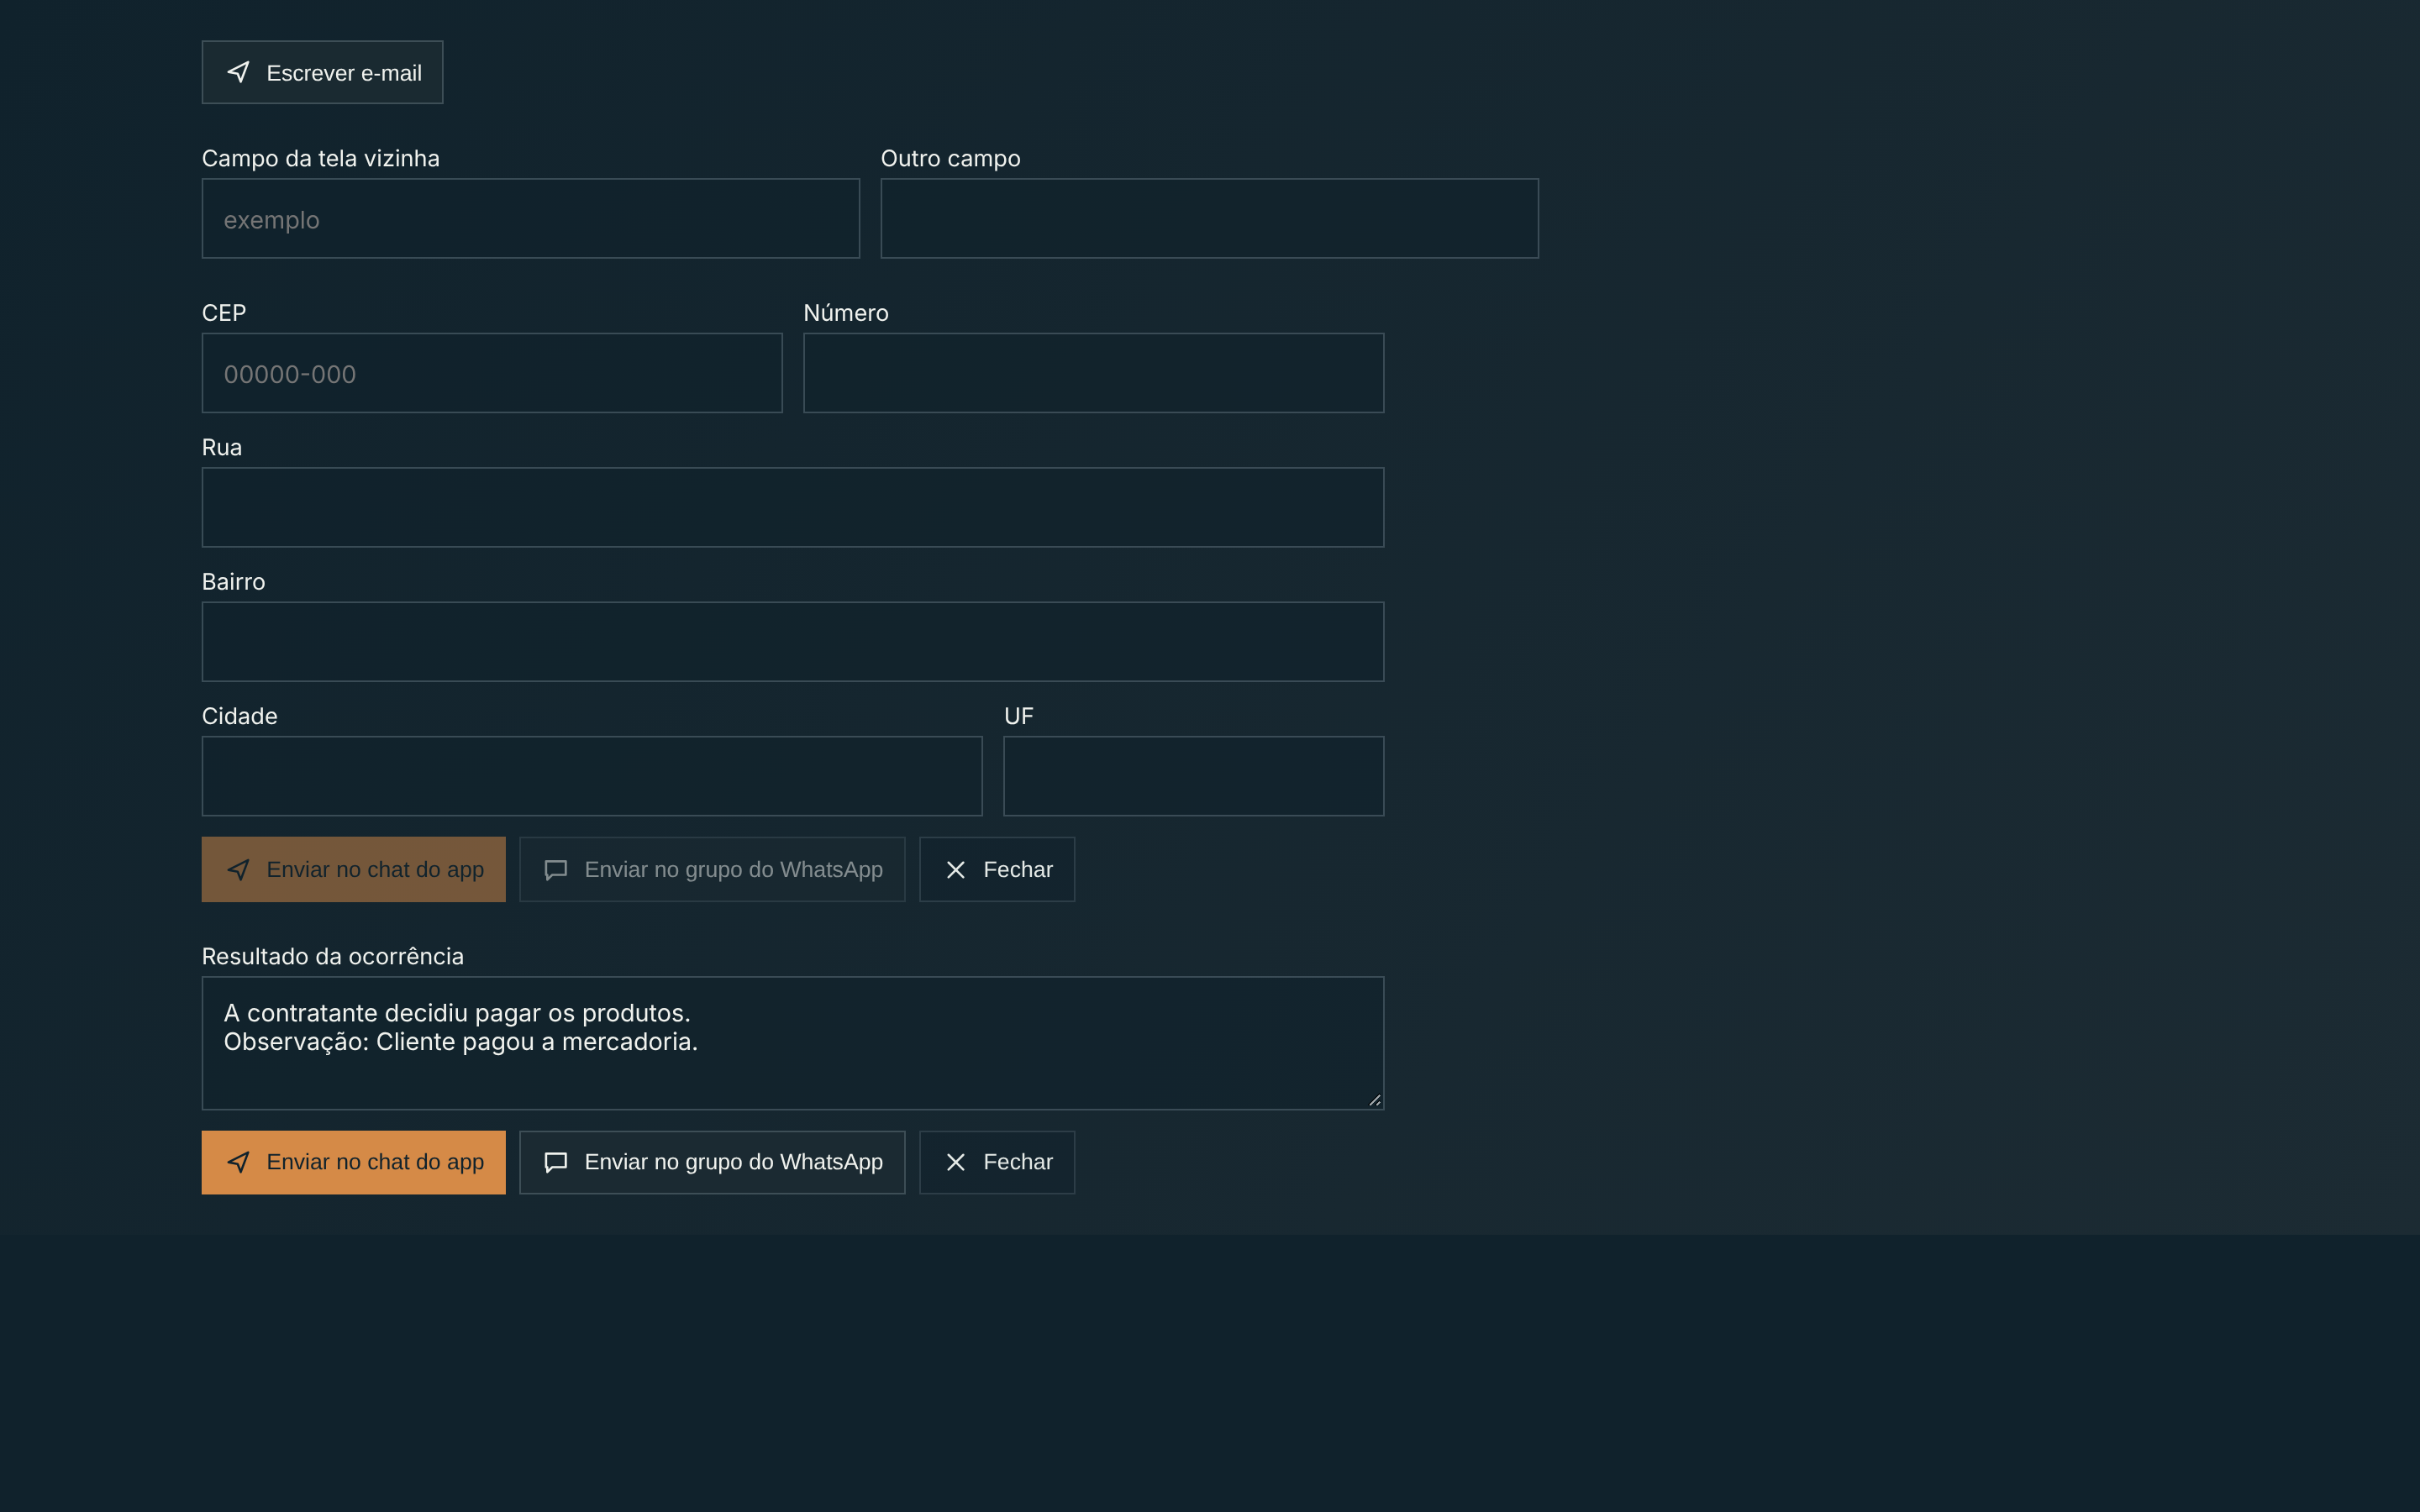 Escrever e-mail
Campo da tela vizinha
Outro campo
exemplo
CEP
Número
00000-000
Rua
Bairro
Cidade
UF
Enviar no chat do app
Enviar no grupo do WhatsApp
Fechar
Resultado da ocorrência
A contratante decidiu pagar os produtos.
Observação: Cliente pagou a mercadoria.
Enviar no chat do app
Enviar no grupo do WhatsApp
Fechar